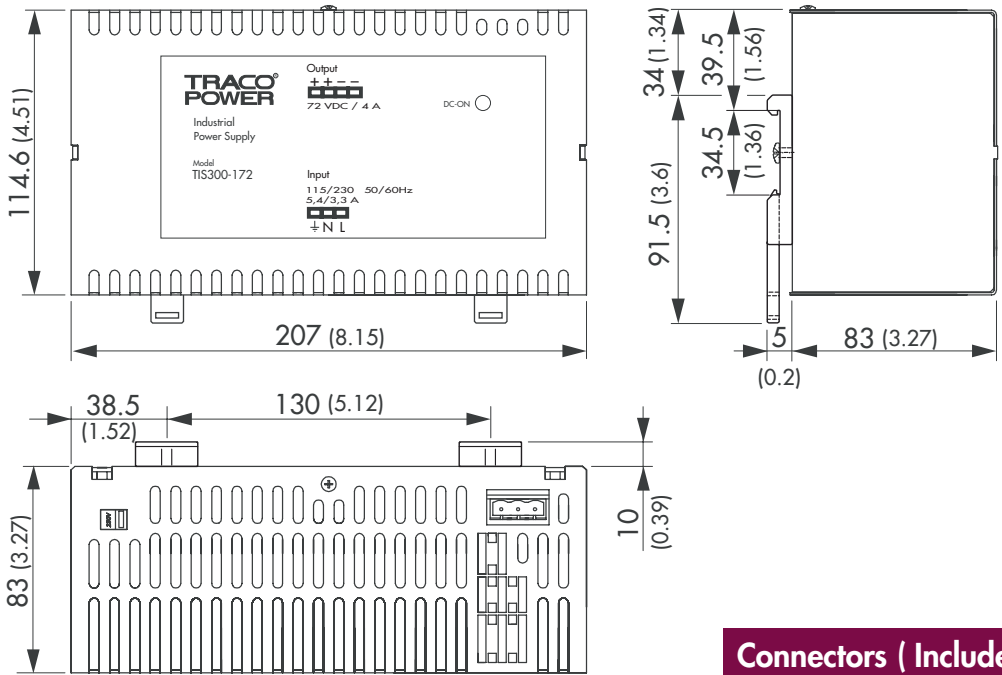 TRACO®
POWER
Industrial
Power Supply
Model
TIS300-172
Output
++--
72 VDC / 4 A
DC-ON
Input
115/230 50/60Hz
5,4/3,3 A
⏚ N L
114.6 (4.51)
207 (8.15)
34 (1.34)
39.5
(1.56)
34.5
(1.36)
91.5 (3.6)
5
(0.2)
83 (3.27)
38.5
(1.52)
130 (5.12)
10
(0.39)
83 (3.27)
Connectors ( Include